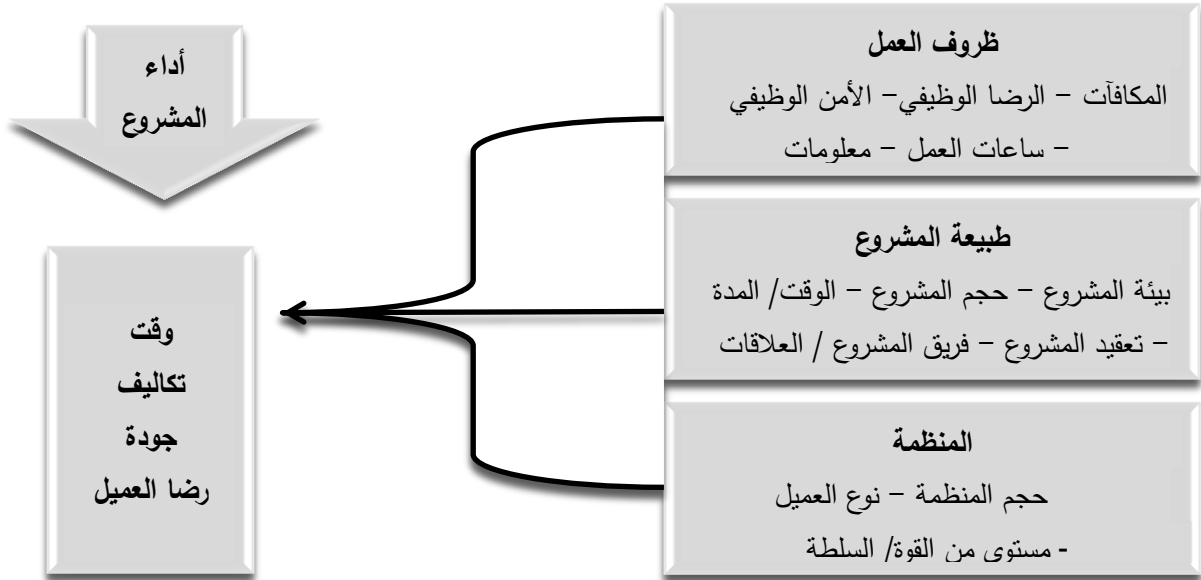 ظروف العمل
المكافآت – الرضا الوظيفي– الأمن الوظيفي
– ساعات العمل – معلومات
طبيعة المشروع
بيئة المشروع – حجم المشروع – الوقت/ المدة
– تعقيد المشروع – فريق المشروع / العلاقات
المنظمة
حجم المنظمة – نوع العميل
- مستوى من القوة/ السلطة
أداء
المشروع
وقت
تكاليف
جودة
رضا العميل